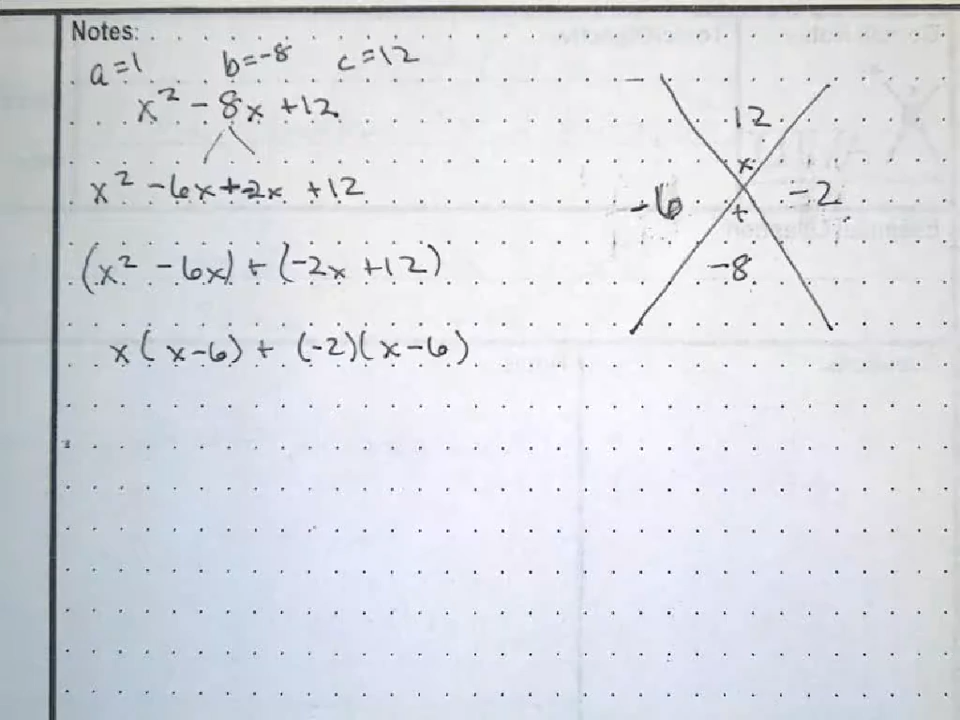 Notes:
a=1 b=-8 c=12
x² - 8x +12
x² -6x+-2x +12
(x² -6x) + (-2x +12)
x(x-6) + (-2)(x-6)
12
x
-6 -2
+
-8